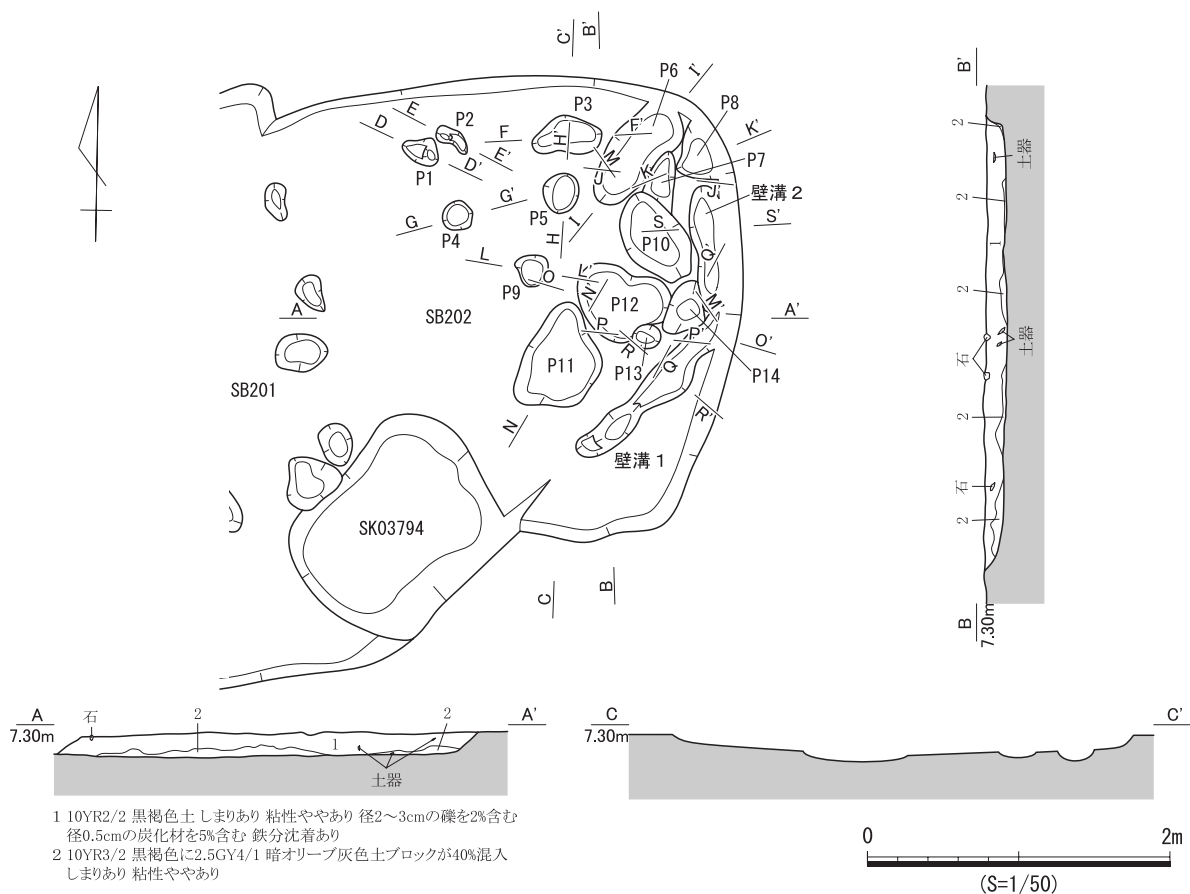 C' B'
P6 I'
P8
E P2 P3 K'
D F F'
H M
E' D' P1 K P7
J J'
G' 壁溝2
G P4 P5 I S S'
H P10
L Q'
P9 O L' N' P12 M'
A SB202 A'
P R P' O'
P11 P13 Q P14
SB201
R'
N
壁溝1
SK03794
C B
B'
2
土器
2
1
2
石
土器
2
石
2
B
7.30m
A 石 2 1 2 A'
7.30m
土器
C C'
7.30m
1 10YR2/2 黒褐色土 しまりあり 粘性ややあり 径2～3cmの礫を2%含む
径0.5cmの炭化材を5%含む 鉄分沈着あり
2 10YR3/2 黒褐色に2.5GY4/1 暗オリーブ灰色土ブロックが40%混入
しまりあり 粘性ややあり
0 2m
(S=1/50)